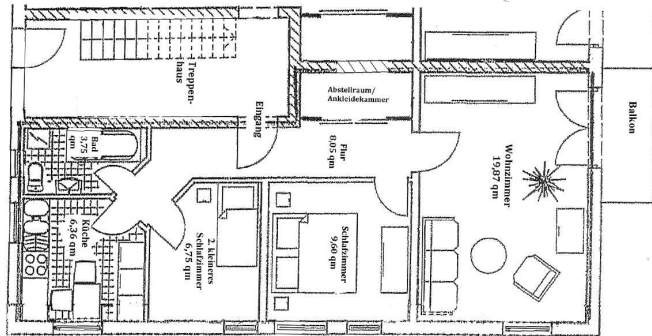 Treppen-
haus
Eingang
Abstellraum/
Ankleidekammer
Balkon
Bad
3,75
qm
Flur
8,05 qm
Wohnzimmer
19,87 qm
Küche
6,36 qm
2. kleineres
Schlafzimmer
6,75 qm
Schlafzimmer
9,60 qm